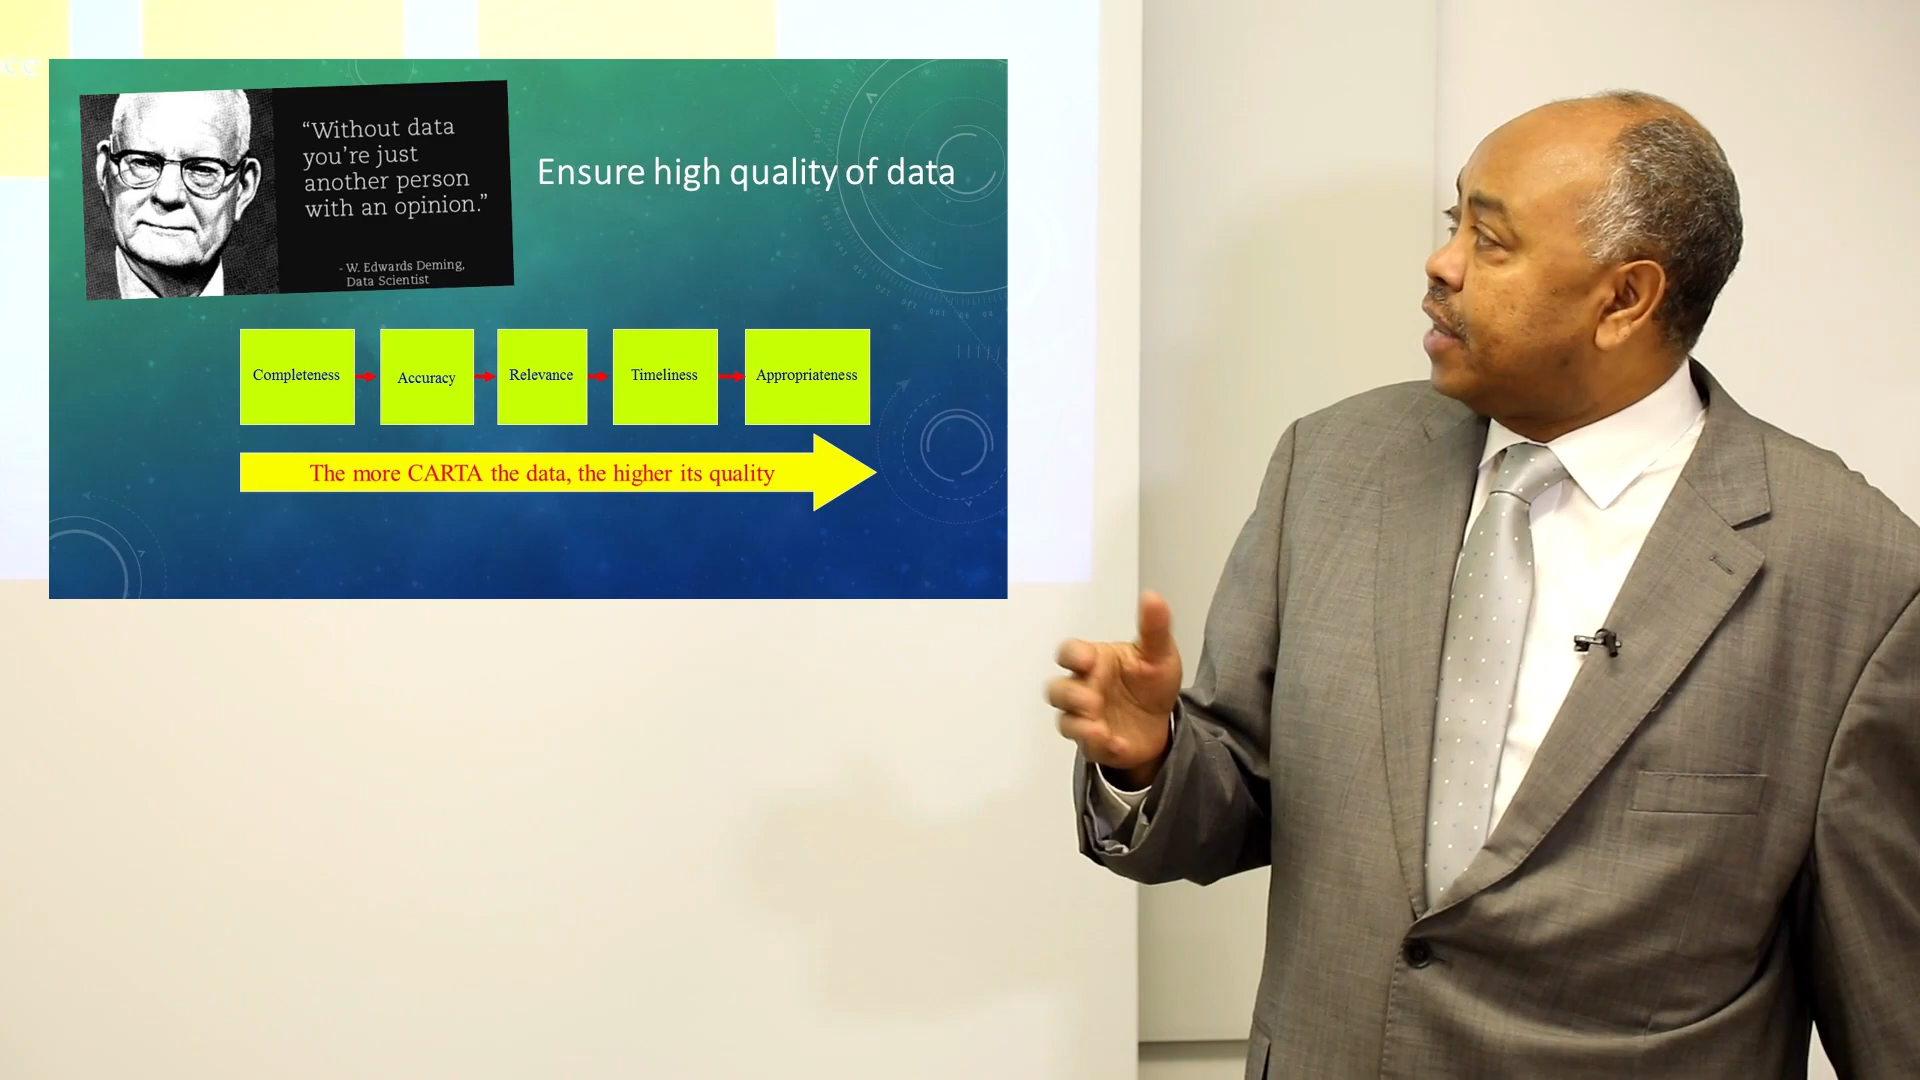 “Without data
you’re just
another person
with an opinion.”
- W. Edwards Deming,
Data Scientist
Ensure high quality of data
Completeness
Accuracy
Relevance
Timeliness
Appropriateness
The more CARTA the data, the higher its quality